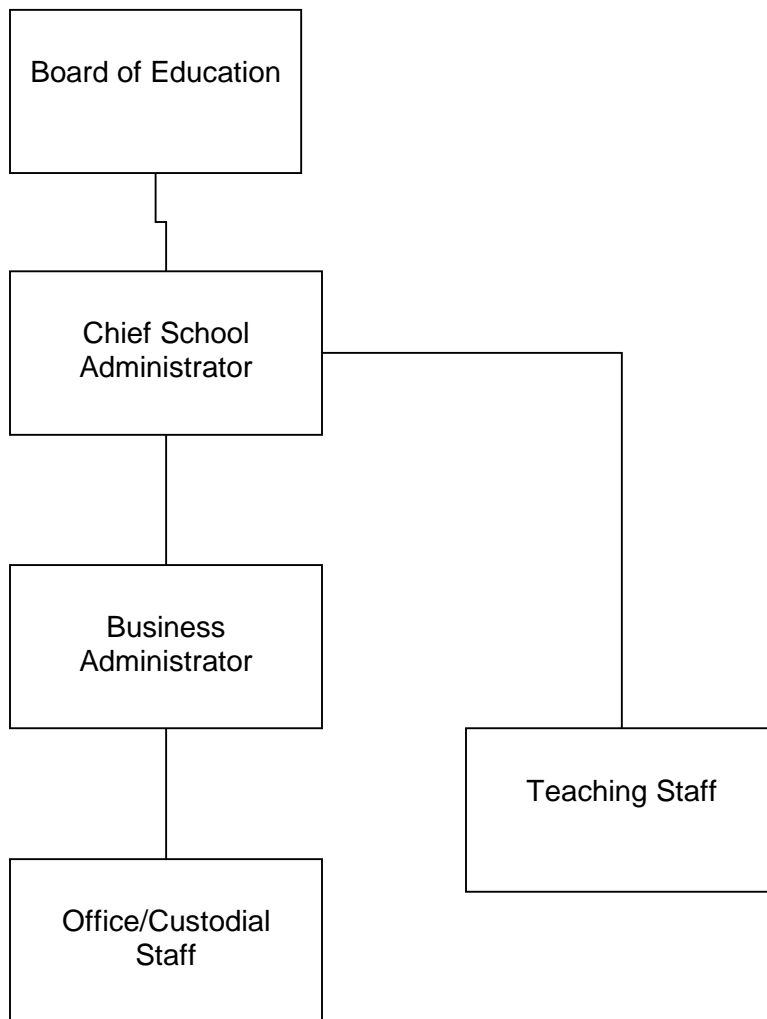 Board of Education
Chief School
Administrator
Business
Administrator
Teaching Staff
Office/Custodial
Staff